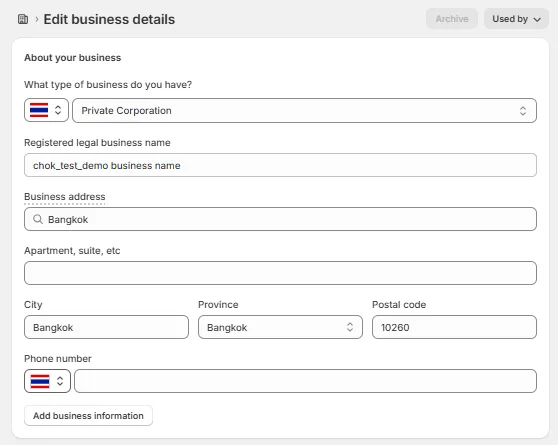 Edit business details
Archive
Used by
About your business
What type of business do you have?
Private Corporation
Registered legal business name
chok_test_demo business name
Business address
Bangkok
Apartment, suite, etc
City
Province
Postal code
Bangkok
Bangkok
10260
Phone number
Add business information